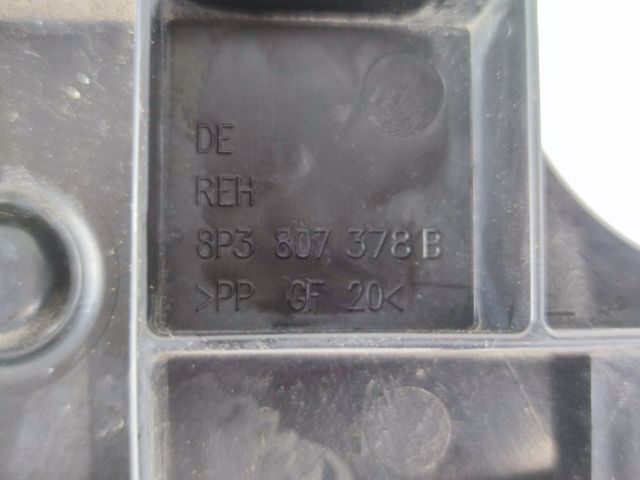 DE
REH
8P3 807 378 B
>PP GF 20<